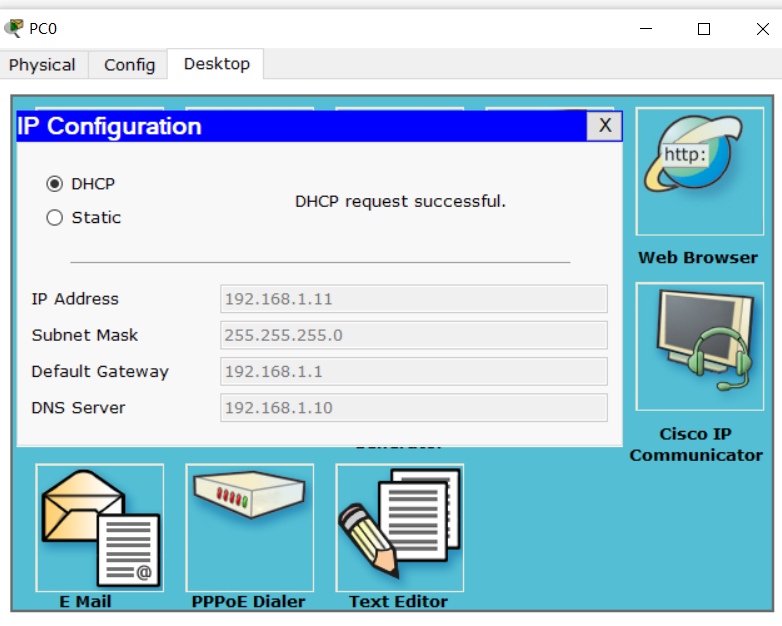 PC0
Physical Config Desktop
IP Configuration
X
DHCP
DHCP request successful.
Static
IP Address 192.168.1.11
Subnet Mask 255.255.255.0
Default Gateway 192.168.1.1
DNS Server 192.168.1.10
http:
Web Browser
Cisco IP
Communicator
@
E Mail
PPPoE Dialer
Text Editor